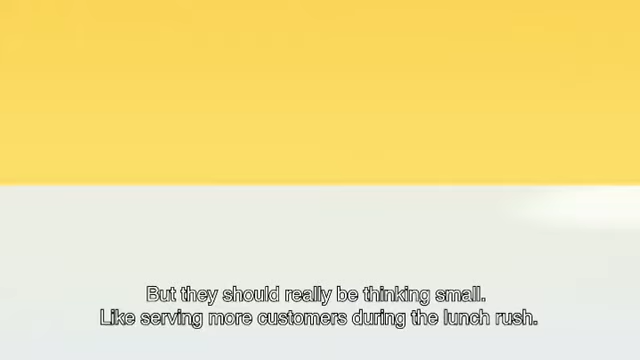 But they should really be thinking small.
Like serving more customers during the lunch rush.